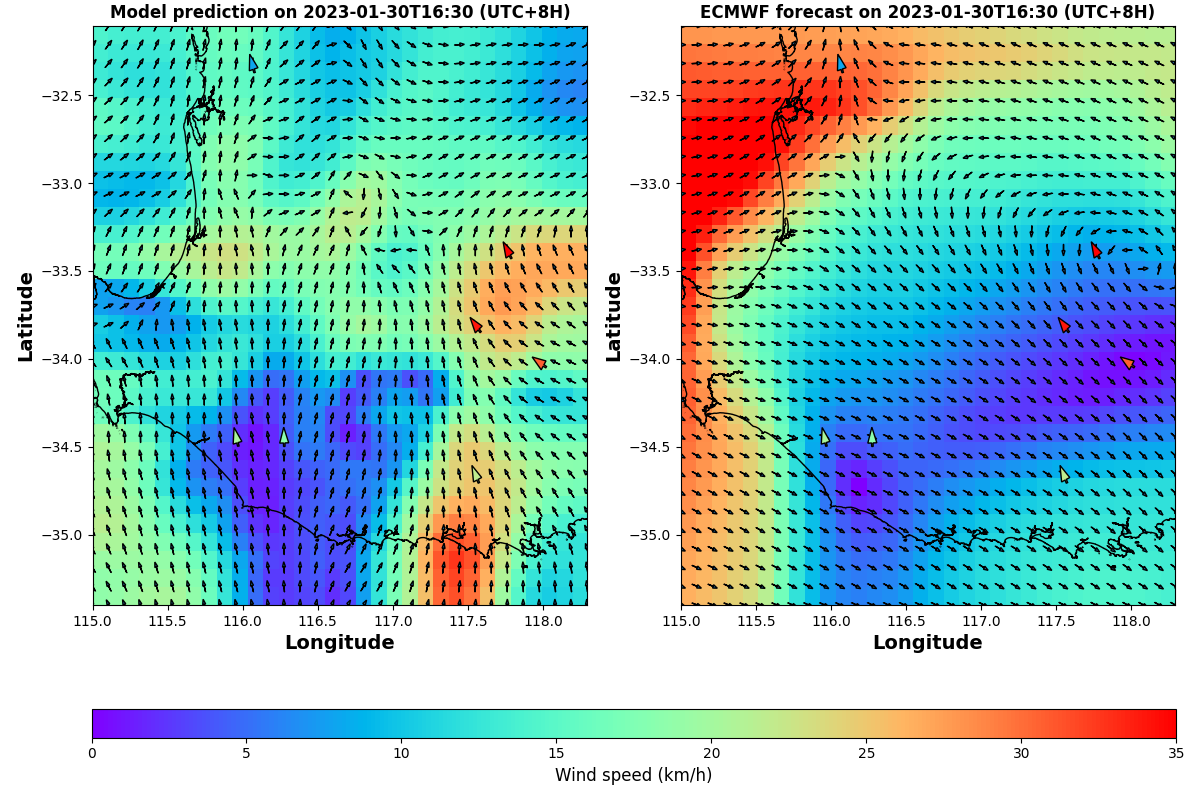 Model prediction on 2023-01-30T16:30 (UTC+8H)
ECMWF forecast on 2023-01-30T16:30 (UTC+8H)
−32.5
−33.0
−33.5
−34.0
−34.5
−35.0
Latitude
115.0 115.5 116.0 116.5 117.0 117.5 118.0
Longitude
−32.5
−33.0
−33.5
−34.0
−34.5
−35.0
Latitude
115.0 115.5 116.0 116.5 117.0 117.5 118.0
Longitude
0 5 10 15 20 25 30 35
Wind speed (km/h)